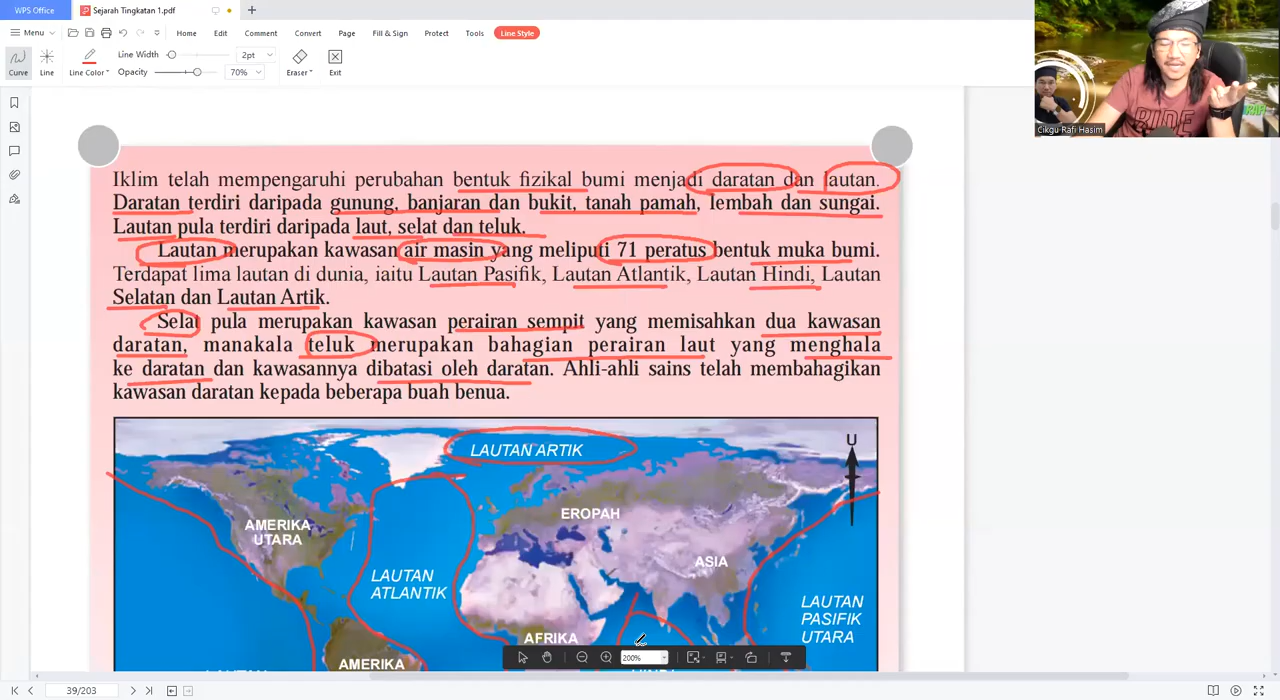 WPS Office
Sejarah Tingkatan 1.pdf
Menu
Home
Edit
Comment
Convert
Page
Fill & Sign
Protect
Tools
Line Style
Curve
Line
Line Color
Line Width
2pt
Opacity
70%
Eraser
Exit
RIDE
Cikgu Rafi Hasim
Iklim telah mempengaruhi perubahan bentuk fizikal bumi menjadi daratan dan lautan.
Daratan terdiri daripada gunung, banjaran dan bukit, tanah pamah, lembah dan sungai.
Lautan pula terdiri daripada laut, selat dan teluk.
Lautan merupakan kawasan air masin yang meliputi 71 peratus bentuk muka bumi.
Terdapat lima lautan di dunia, iaitu Lautan Pasifik, Lautan Atlantik, Lautan Hindi, Lautan
Selatan dan Lautan Artik.
Selat pula merupakan kawasan perairan sempit yang memisahkan dua kawasan
daratan, manakala teluk merupakan bahagian perairan laut yang menghala
ke daratan dan kawasannya dibatasi oleh daratan. Ahli-ahli sains telah membahagikan
kawasan daratan kepada beberapa buah benua.
LAUTAN ARTIK
U
AMERIKA
UTARA
EROPAH
ASIA
LAUTAN
ATLANTIK
LAUTAN
PASIFIK
UTARA
AFRIKA
AMERIKA
200%
39/203